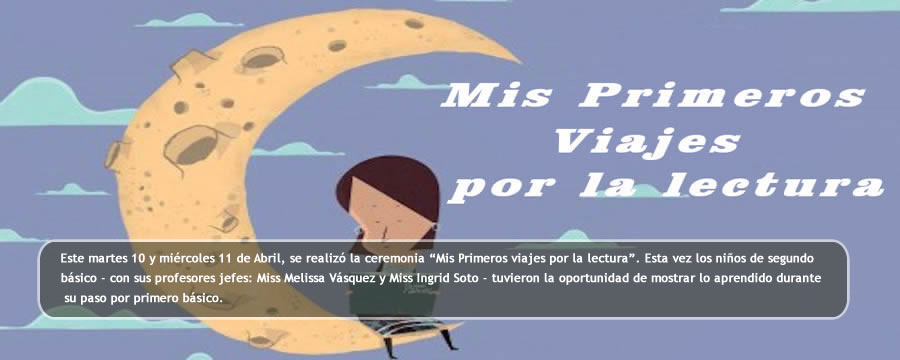 Mis Primeros
Viajes
por la lectura
Este martes 10 y miércoles 11 de Abril, se realizó la ceremonia “Mis Primeros viajes por la lectura”. Esta vez los niños de segundo
básico - con sus profesores jefes: Miss Melissa Vásquez y Miss Ingrid Soto - tuvieron la oportunidad de mostrar lo aprendido durante
su paso por primero básico.